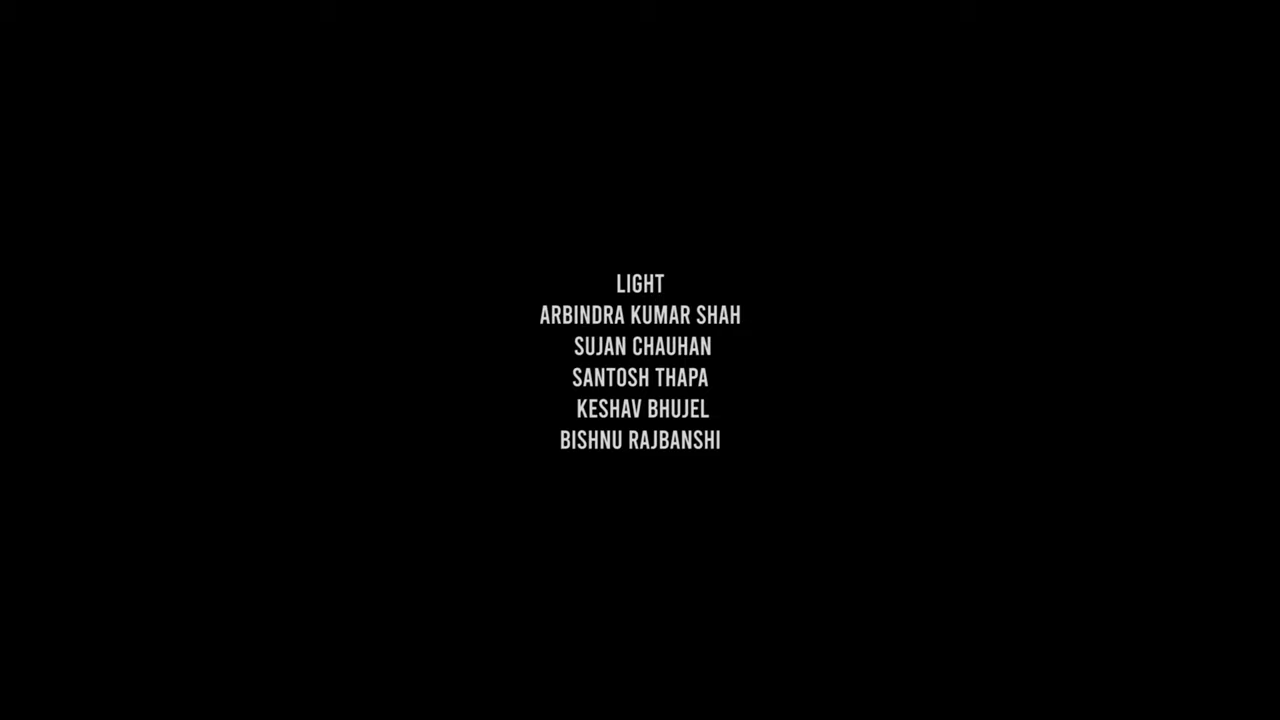 LIGHT
ARBINDRA KUMAR SHAH
SUJAN CHAUHAN
SANTOSH THAPA
KESHAV BHUJEL
BISHNU RAJBANSHI